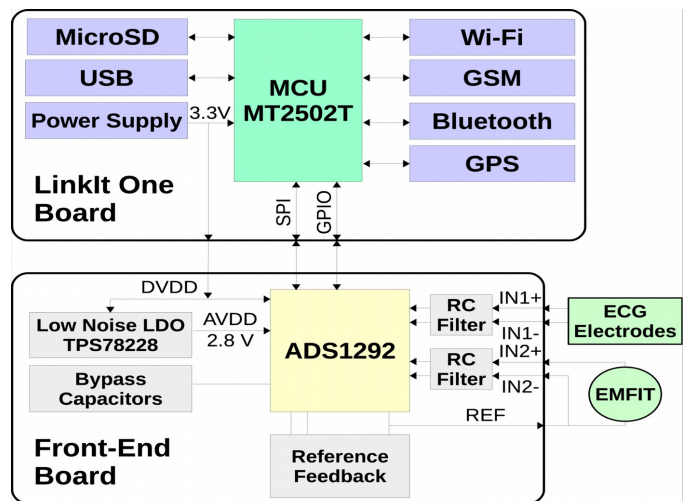 MicroSD
USB
Power Supply
3.3V
MCU
MT2502T
Wi-Fi
GSM
Bluetooth
GPS
LinkIt One
Board
SPI
GPIO
DVDD
Low Noise LDO
TPS78228
AVDD
2.8 V
Bypass
Capacitors
ADS1292
RC
Filter
IN1+
IN1-
ECG
Electrodes
RC
Filter
IN2+
IN2-
EMFIT
REF
Reference
Feedback
Front-End
Board